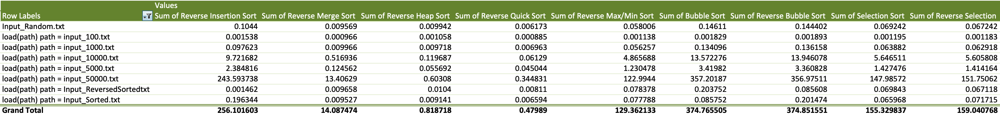 Values
Row Labels Sum of Reverse Insertion Sort Sum of Reverse Merge Sort Sum of Reverse Heap Sort Sum of Reverse Quick Sort Sum of Reverse Max/Min Sort Sum of Bubble Sort Sum of Reverse Bubble Sort Sum of Selection Sort Sum of Reverse Selection
Input_Random.txt 0.1044 0.009569 0.009942 0.006173 0.058006 0.14611 0.144402 0.069242 0.067242
load(path) path = input_100.txt 0.001538 0.000966 0.001058 0.000885 0.001138 0.001829 0.001893 0.001195 0.001183
load(path) path = input_1000.txt 0.097623 0.009966 0.009718 0.006963 0.056257 0.134096 0.136158 0.063882 0.062918
load(path) path = input_10000.txt 9.721682 0.516936 0.119687 0.06129 4.865688 13.572276 13.946078 5.646511 5.605808
load(path) path = input_5000.txt 2.384816 0.124562 0.055692 0.045044 1.230478 3.41982 3.360828 1.427476 1.414164
load(path) path = input_50000.txt 243.593738 13.40629 0.60308 0.344831 122.9944 357.20187 356.97511 147.98572 151.75062
load(path) path = Input_ReversedSortedtxt 0.001462 0.009658 0.0104 0.00811 0.078378 0.203752 0.085608 0.069843 0.067118
load(path) path = Input_Sorted.txt 0.196344 0.009527 0.009141 0.006594 0.077788 0.085752 0.201474 0.065968 0.071715
Grand Total 256.101603 14.087474 0.818718 0.47989 129.362133 374.765505 374.851551 155.329837 159.040768